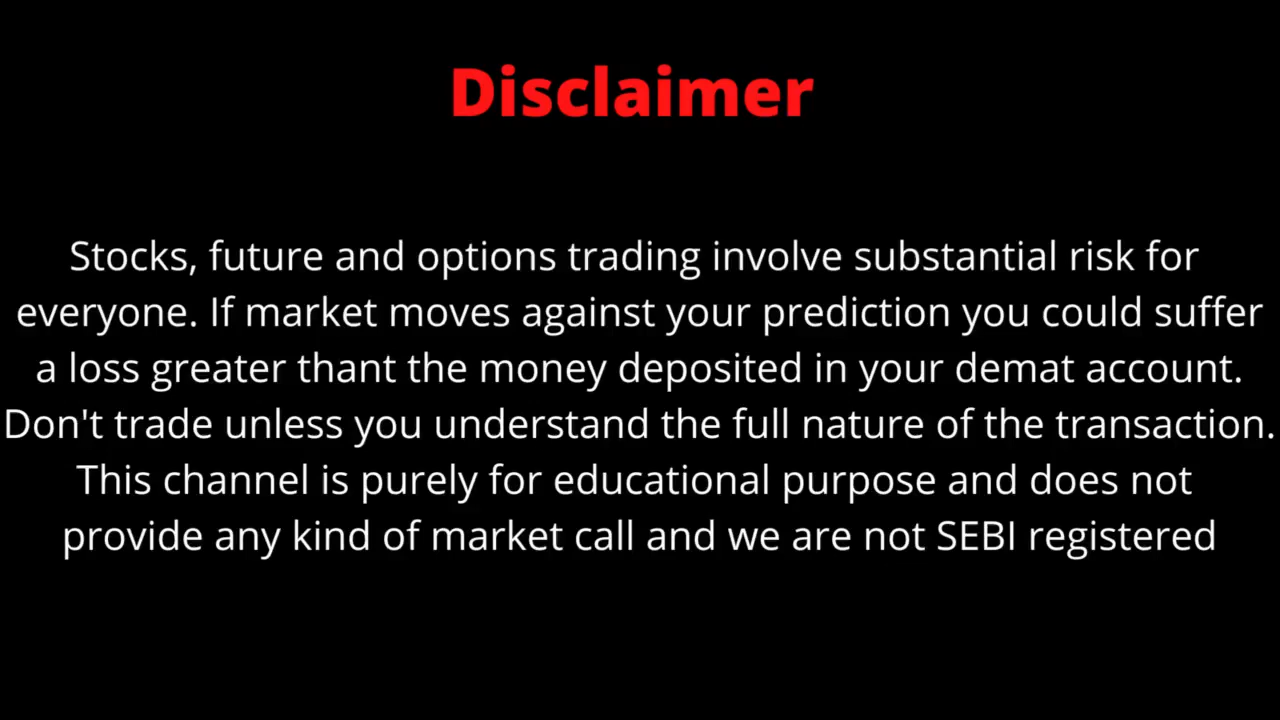 Disclaimer
Stocks, future and options trading involve substantial risk for
everyone. If market moves against your prediction you could suffer
a loss greater thant the money deposited in your demat account.
Don't trade unless you understand the full nature of the transaction.
This channel is purely for educational purpose and does not
provide any kind of market call and we are not SEBI registered